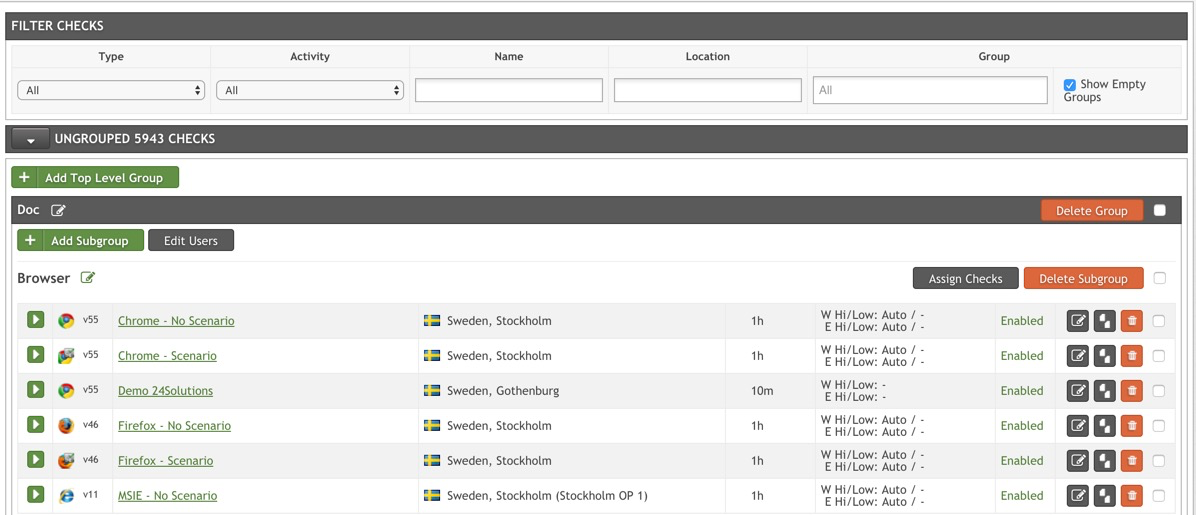 FILTER CHECKS
Type Activity Name Location Group
All All All Show Empty
Groups
UNGROUPED 5943 CHECKS
+ Add Top Level Group
Doc Delete Group
+ Add Subgroup Edit Users
Browser Assign Checks Delete Subgroup
v55 Chrome - No Scenario Sweden, Stockholm 1h W Hi/Low: Auto / - Enabled
E Hi/Low: Auto / -
v55 Chrome - Scenario Sweden, Stockholm 1h W Hi/Low: Auto / - Enabled
E Hi/Low: Auto / -
v55 Demo 24Solutions Sweden, Gothenburg 10m W Hi/Low: - Enabled
E Hi/Low: -
v46 Firefox - No Scenario Sweden, Stockholm 1h W Hi/Low: Auto / - Enabled
E Hi/Low: Auto / -
v46 Firefox - Scenario Sweden, Stockholm 1h W Hi/Low: Auto / - Enabled
E Hi/Low: Auto / -
v11 MSIE - No Scenario Sweden, Stockholm (Stockholm OP 1) 1h W Hi/Low: Auto / - Enabled
E Hi/Low: Auto / -